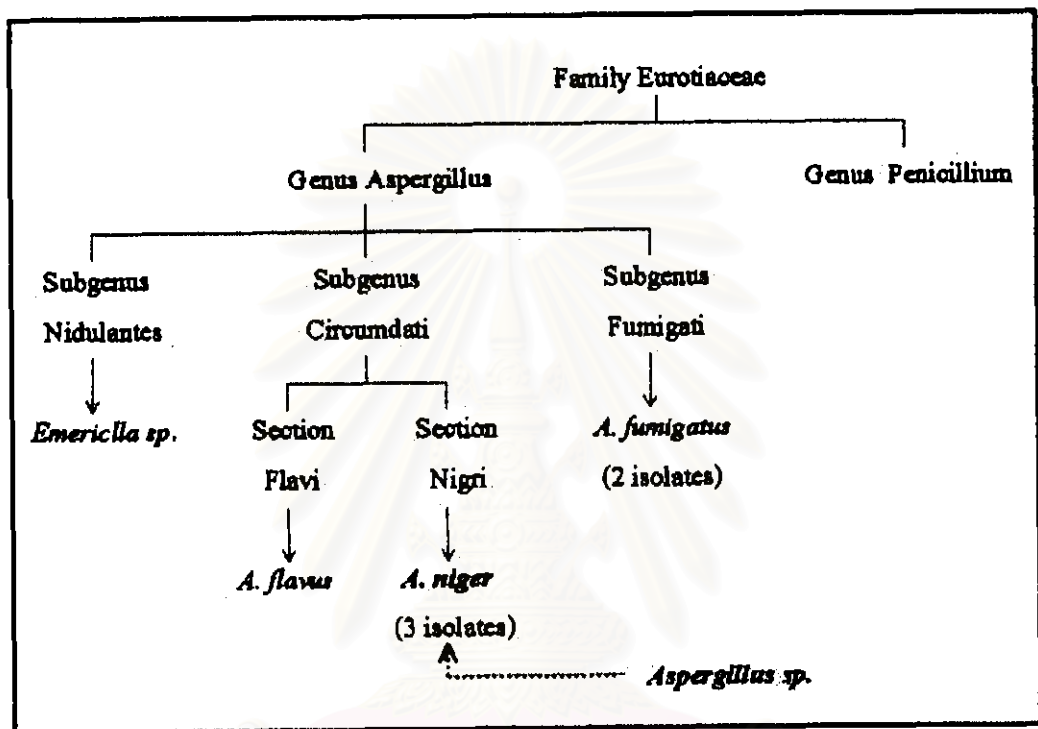 Family Eurotiaceae
Genus Aspergillus
Genus Penicillium
Subgenus
Nidulantes
Subgenus
Circumdati
Subgenus
Fumigati
Emericlla sp.
Section
Flavi
Section
Nigri
A. fumigatus
(2 isolates)
A. flavus
A. niger
(3 isolates)
Aspergillus sp.